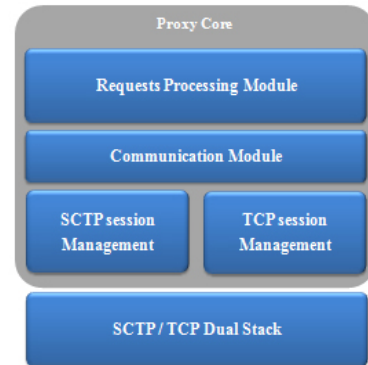 Proxy Core
Requests Processing Module
Communication Module
SCTP session
Management
TCP session
Management
SCTP / TCP Dual Stack